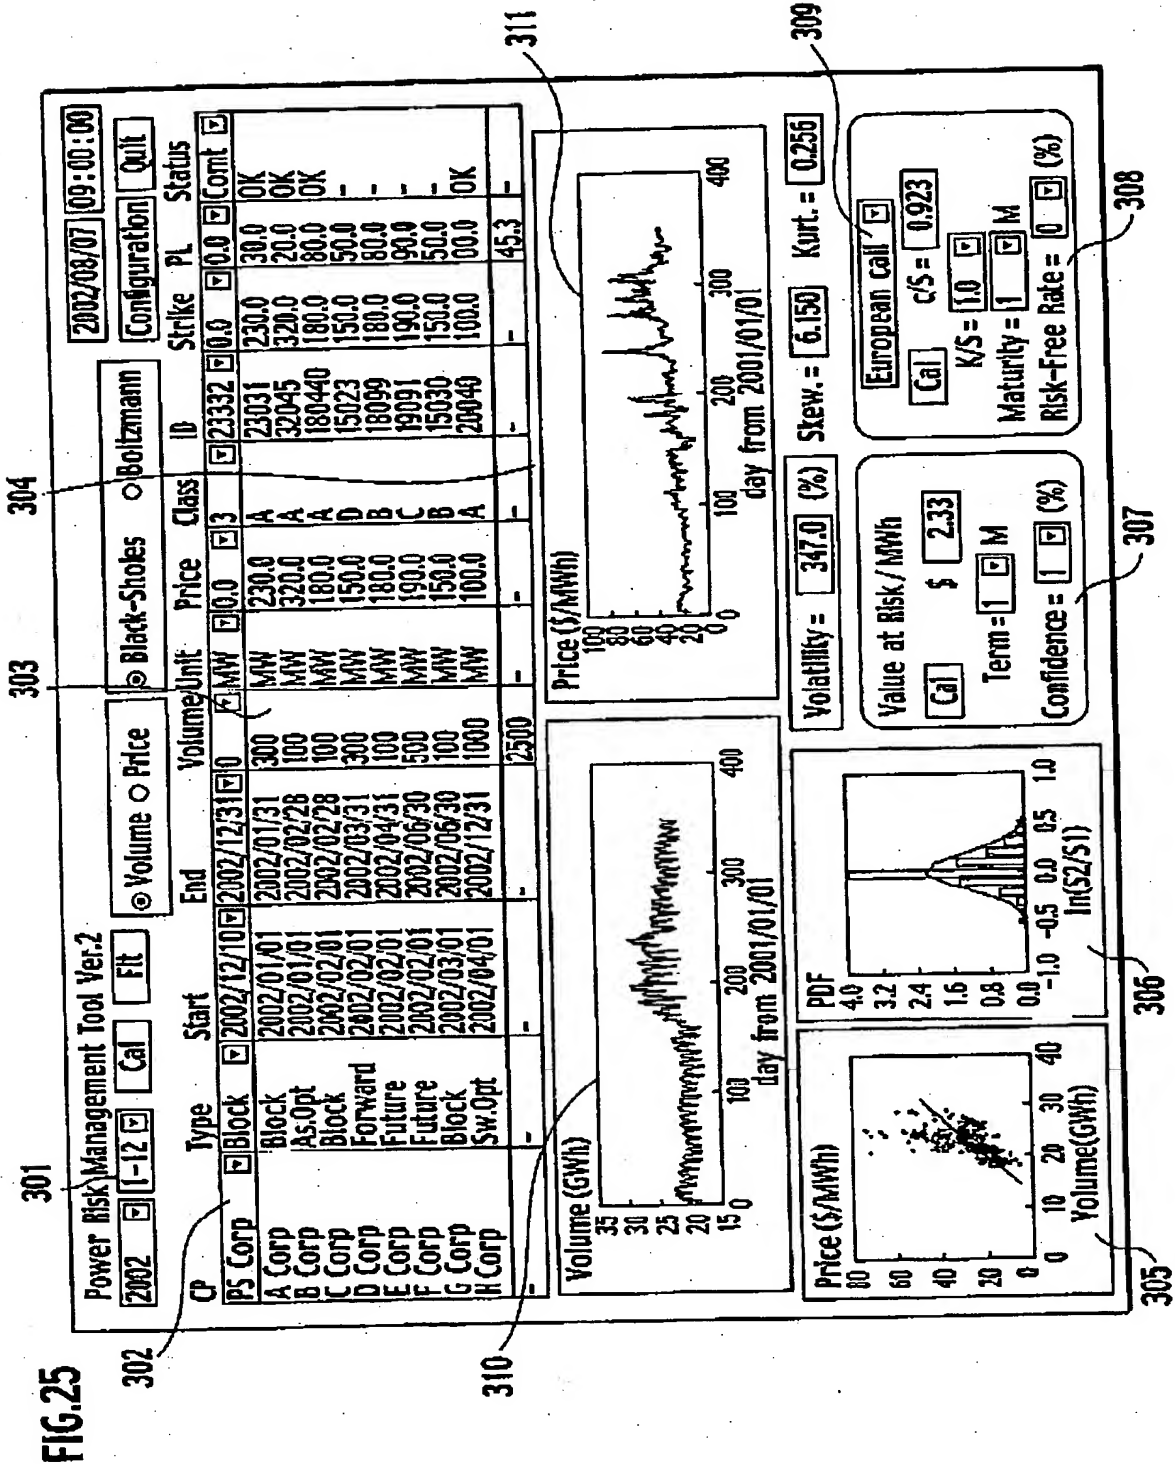 FIG.25
301 303 304
Power Risk Management Tool Ver.2
2002/08/07 09:00:00
2002 1-12 Cal Fit
Volume Price
Black-Sholes Boltzmann
Configuration Quit
302
CP Type Start End Volume/Unit Price Class ID Strike PL Status
PS Corp Block 2002/12/10 2002/12/31 0 MW 0.0 3 23332 0.0 0.0 Comt
A Corp Block 2002/01/01 2002/01/31 300 MW 230.0 A 23031 230.0 30.0 OK
B Corp As.Opt 2002/01/01 2002/02/28 100 MW 320.0 A 32045 320.0 20.0 OK
C Corp Block 2002/02/01 2002/02/28 100 MW 180.0 A 180440 180.0 80.0 OK
D Corp Forward 2002/02/01 2002/03/31 300 MW 150.0 D 15023 150.0 50.0 -
E Corp Future 2002/02/01 2002/04/31 100 MW 180.0 B 18099 180.0 80.0 -
F Corp Future 2002/02/01 2002/06/30 500 MW 190.0 C 19091 190.0 90.0 -
G Corp Block 2002/03/01 2002/06/30 100 MW 150.0 B 15030 150.0 50.0 -
H Corp Sw.Opt 2002/04/01 2002/12/31 1000 MW 100.0 A 20040 100.0 00.0 OK
- - - - 2500 - - - - - 45.3 -
310
Volume (GWh)
35
30
25
20
15
0 100 200 300 400
day from 2001/01/01
311
Price ($/MWh)
100
80
60
40
20
0
0 100 200 300 400
day from 2001/01/01
Price ($/MWh)
80
60
40
20
0
0 10 20 30 40
Volume(GWh)
305
PDF
4.0
3.2
2.4
1.6
0.8
0.0
-1.0 -0.5 0.0 0.5 1.0
ln(S2/S1)
306
Volatility = 347.0 (%) Skew. = 6.150 Kurt. = 0.256
Value at Risk/MWh
Cal $ 2.33
Term = 1 M
Confidence = 1 (%)
307
European call
Cal c/S = 0.923
K/S = 1.0
Maturity = 1 M
Risk-Free Rate = 0 (%)
308
309